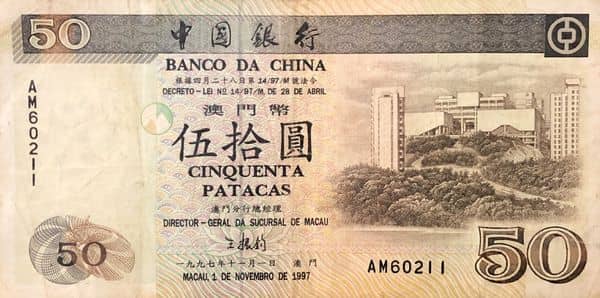 50
中國銀行
BANCO DA CHINA
根據四月二十八日第14/97/M號法令
DECRETO – LEI Nº 14/97/M, DE 28 DE ABRIL
AM60211
澳門幣
伍拾圓
CINQUENTA
PATACAS
澳門分行總經理
DIRECTOR – GERAL DA SUCURSAL DE MACAU
50
一九九七年十一月一日 澳門
MACAU, 1 DE NOVEMBRO DE 1997
AM60211
50